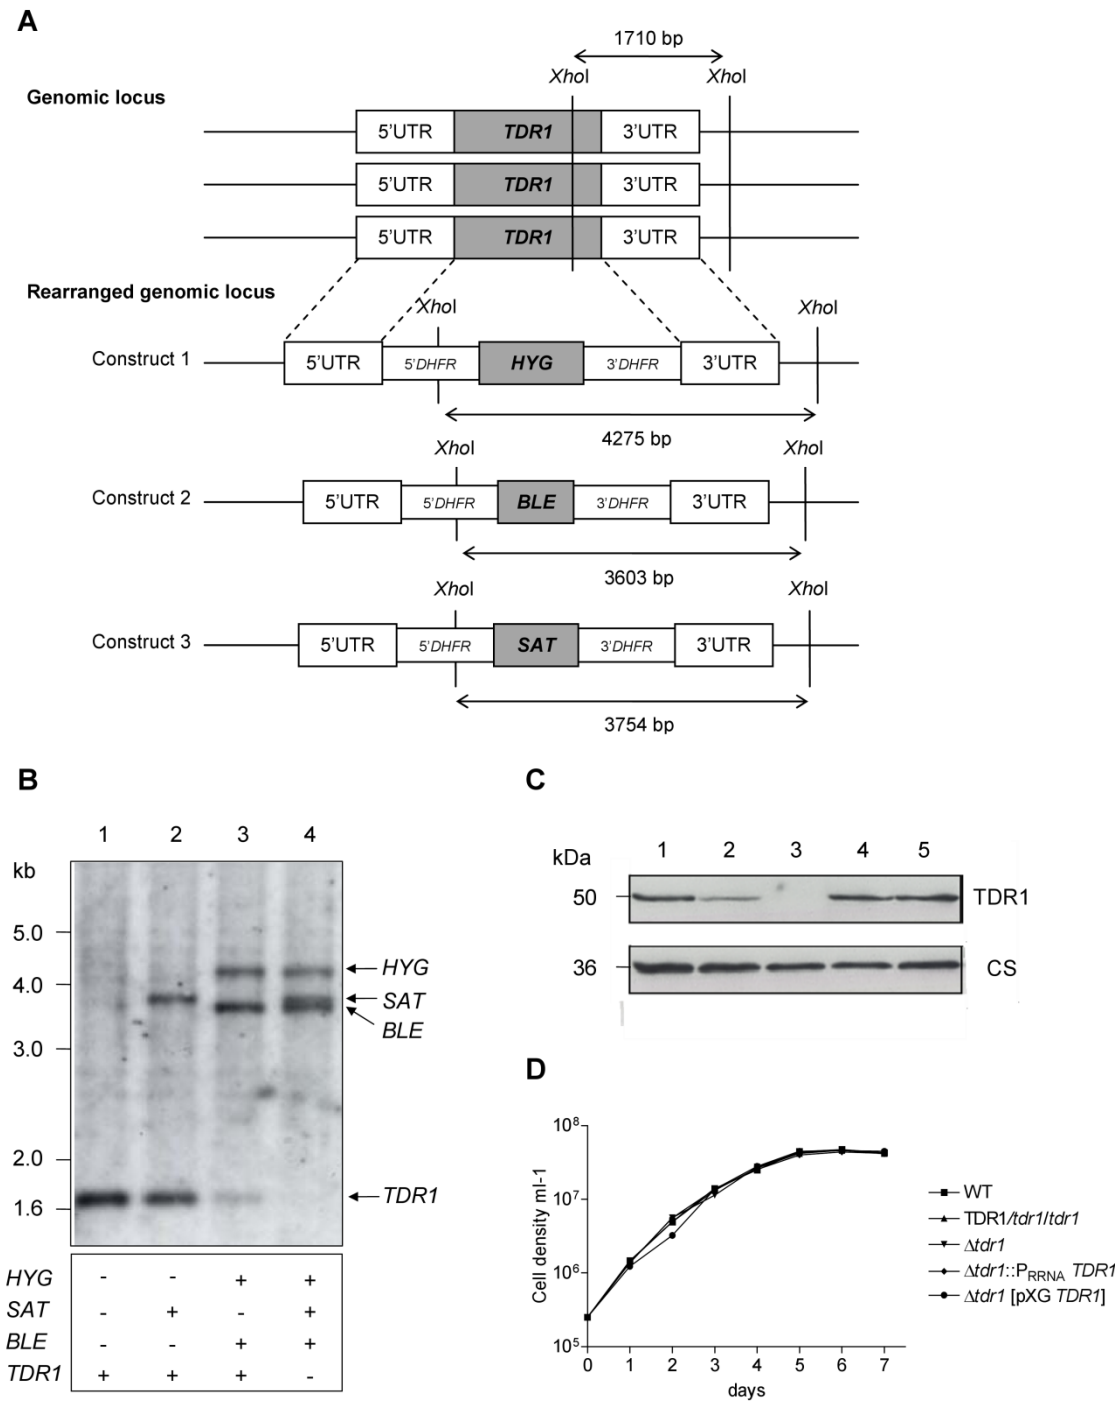 A
1710 bp
XhoI XhoI
Genomic locus
5'UTR TDR1 3'UTR
5'UTR TDR1 3'UTR
5'UTR TDR1 3'UTR
Rearranged genomic locus
XhoI XhoI
Construct 1 5'UTR 5'DHFR HYG 3'DHFR 3'UTR
4275 bp
XhoI XhoI
Construct 2 5'UTR 5'DHFR BLE 3'DHFR 3'UTR
3603 bp
XhoI XhoI
Construct 3 5'UTR 5'DHFR SAT 3'DHFR 3'UTR
3754 bp
B
1 2 3 4
kb
5.0
HYG
4.0
SAT
BLE
3.0
2.0
TDR1
1.6
HYG - - + +
SAT - + - +
BLE - - + +
TDR1 + + + -
C
kDa 1 2 3 4 5
50 TDR1
36 CS
D
Cell density ml-1
10⁸
10⁷
10⁶
10⁵
0 1 2 3 4 5 6 7
days
WT
TDR1/tdr1/tdr1
Δtdr1
Δtdr1::PRRNA TDR1
Δtdr1 [pXG TDR1]